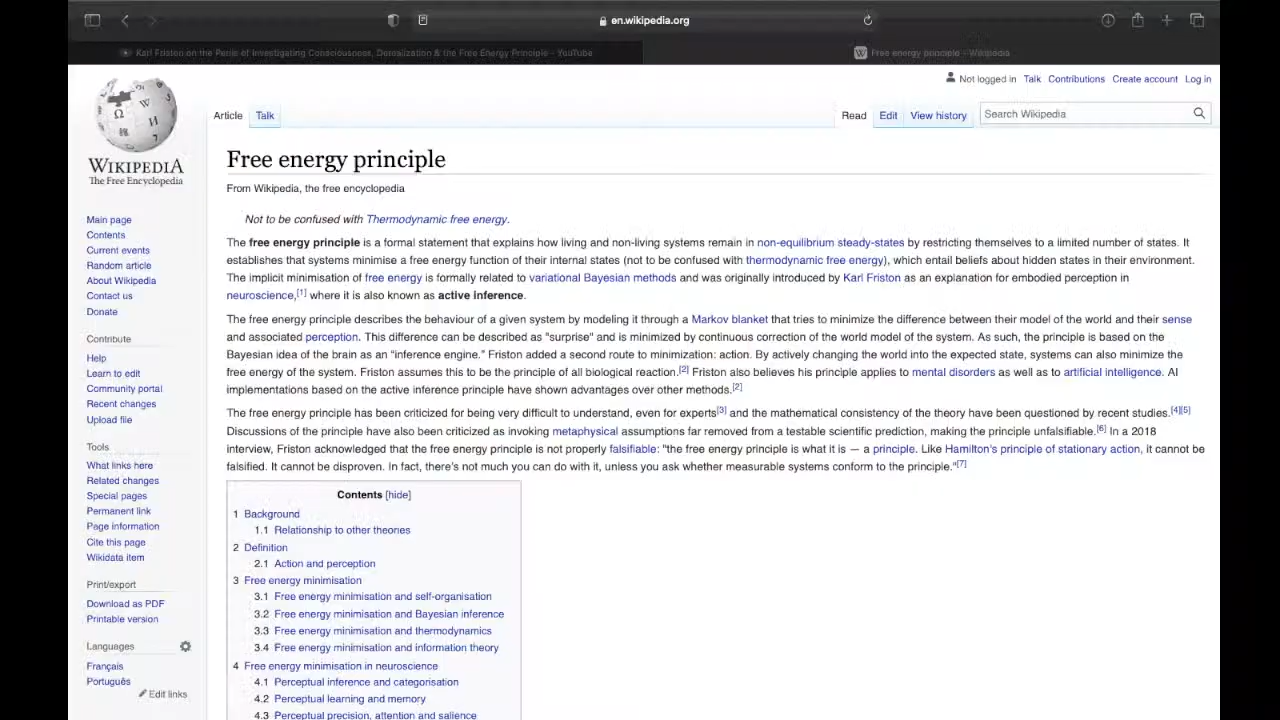 en.wikipedia.org
Karl Friston on the Perils of Investigating Consciousness, Derealization & the Free Energy Principle - YouTube
Free energy principle - Wikipedia
Not logged in Talk Contributions Create account Log in
Article Talk
Read Edit View history
Search Wikipedia
WIKIPEDIA
The Free Encyclopedia
Main page
Contents
Current events
Random article
About Wikipedia
Contact us
Donate
Contribute
Help
Learn to edit
Community portal
Recent changes
Upload file
Tools
What links here
Related changes
Special pages
Permanent link
Page information
Cite this page
Wikidata item
Print/export
Download as PDF
Printable version
Languages
Français
Português
Edit links
Free energy principle
From Wikipedia, the free encyclopedia
Not to be confused with Thermodynamic free energy.
The free energy principle is a formal statement that explains how living and non-living systems remain in non-equilibrium steady-states by restricting themselves to a limited number of states. It
establishes that systems minimise a free energy function of their internal states (not to be confused with thermodynamic free energy), which entail beliefs about hidden states in their environment.
The implicit minimisation of free energy is formally related to variational Bayesian methods and was originally introduced by Karl Friston as an explanation for embodied perception in
neuroscience,[1] where it is also known as active inference.
The free energy principle describes the behaviour of a given system by modeling it through a Markov blanket that tries to minimize the difference between their model of the world and their sense
and associated perception. This difference can be described as "surprise" and is minimized by continuous correction of the world model of the system. As such, the principle is based on the
Bayesian idea of the brain as an "inference engine." Friston added a second route to minimization: action. By actively changing the world into the expected state, systems can also minimize the
free energy of the system. Friston assumes this to be the principle of all biological reaction.[2] Friston also believes his principle applies to mental disorders as well as to artificial intelligence. AI
implementations based on the active inference principle have shown advantages over other methods.[2]
The free energy principle has been criticized for being very difficult to understand, even for experts[3] and the mathematical consistency of the theory have been questioned by recent studies.[4][5]
Discussions of the principle have also been criticized as invoking metaphysical assumptions far removed from a testable scientific prediction, making the principle unfalsifiable.[6] In a 2018
interview, Friston acknowledged that the free energy principle is not properly falsifiable: "the free energy principle is what it is — a principle. Like Hamilton's principle of stationary action, it cannot be
falsified. It cannot be disproven. In fact, there's not much you can do with it, unless you ask whether measurable systems conform to the principle."[7]
Contents [hide]
1 Background
1.1 Relationship to other theories
2 Definition
2.1 Action and perception
3 Free energy minimisation
3.1 Free energy minimisation and self-organisation
3.2 Free energy minimisation and Bayesian inference
3.3 Free energy minimisation and thermodynamics
3.4 Free energy minimisation and information theory
4 Free energy minimisation in neuroscience
4.1 Perceptual inference and categorisation
4.2 Perceptual learning and memory
4.3 Perceptual precision, attention and salience